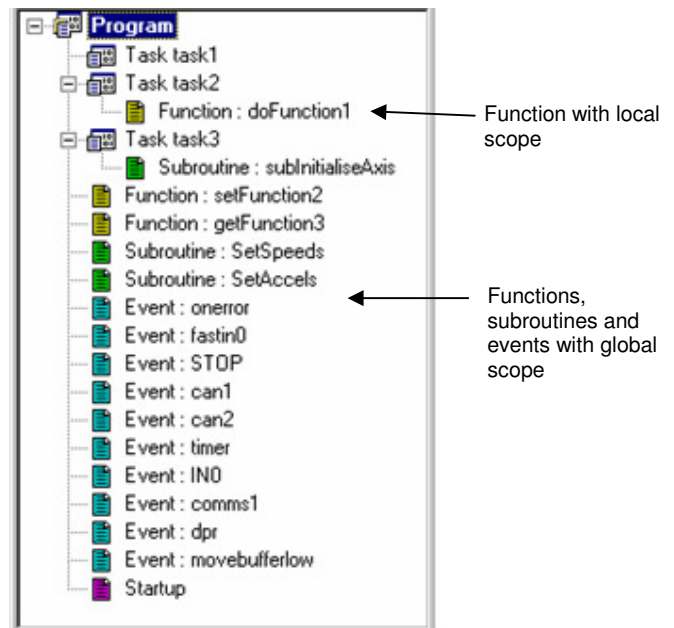 Program
Task task1
Task task2
Function : doFunction1
Function with local
scope
Task task3
Subroutine : subInitialiseAxis
Function : setFunction2
Function : getFunction3
Subroutine : SetSpeeds
Subroutine : SetAccels
Functions,
subroutines and
events with global
scope
Event : onerror
Event : fastin0
Event : STOP
Event : can1
Event : can2
Event : timer
Event : IN0
Event : comms1
Event : dpr
Event : movebufferlow
Startup